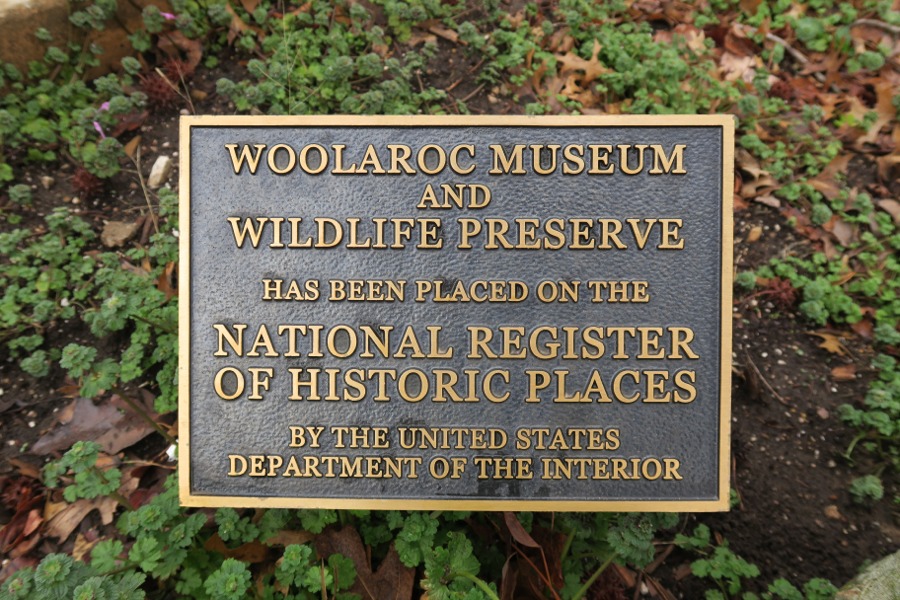 WOOLAROC MUSEUM
AND
WILDLIFE PRESERVE
HAS BEEN PLACED ON THE
NATIONAL REGISTER
OF HISTORIC PLACES
BY THE UNITED STATES
DEPARTMENT OF THE INTERIOR